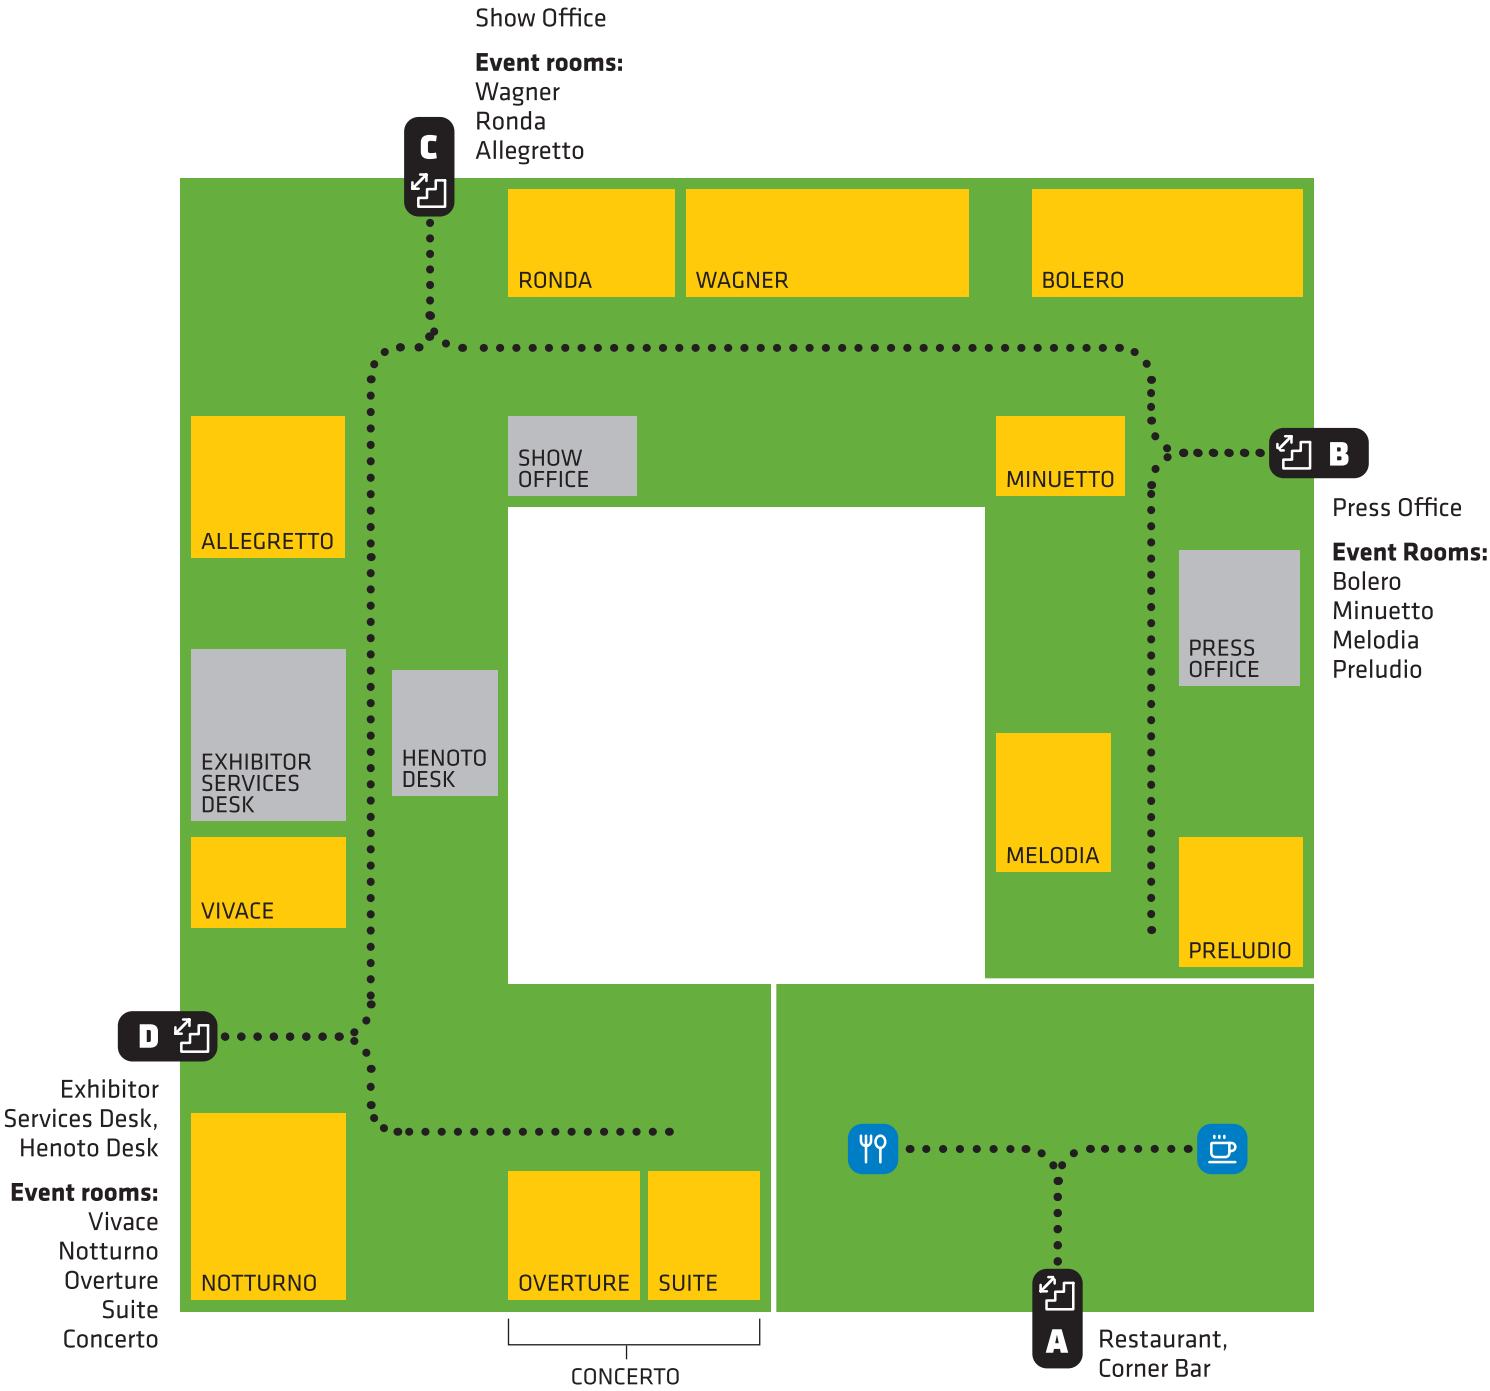 Show Office
Event rooms:
Wagner
Ronda
Allegretto
C
RONDA
WAGNER
BOLERO
ALLEGRETTO
SHOW
OFFICE
MINUETTO
B
Press Office
Event Rooms:
Bolero
Minuetto
Melodia
Preludio
PRESS
OFFICE
EXHIBITOR
SERVICES
DESK
HENOTO
DESK
MELODIA
VIVACE
PRELUDIO
D
Exhibitor
Services Desk,
Henoto Desk
Event rooms:
Vivace
Notturno
Overture
Suite
Concerto
NOTTURNO
OVERTURE
SUITE
CONCERTO
A
Restaurant,
Corner Bar